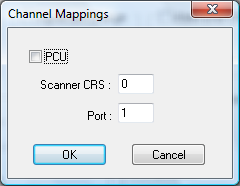 Channel Mappings
PCU
Scanner CRS : 0
Port : 1
OK Cancel